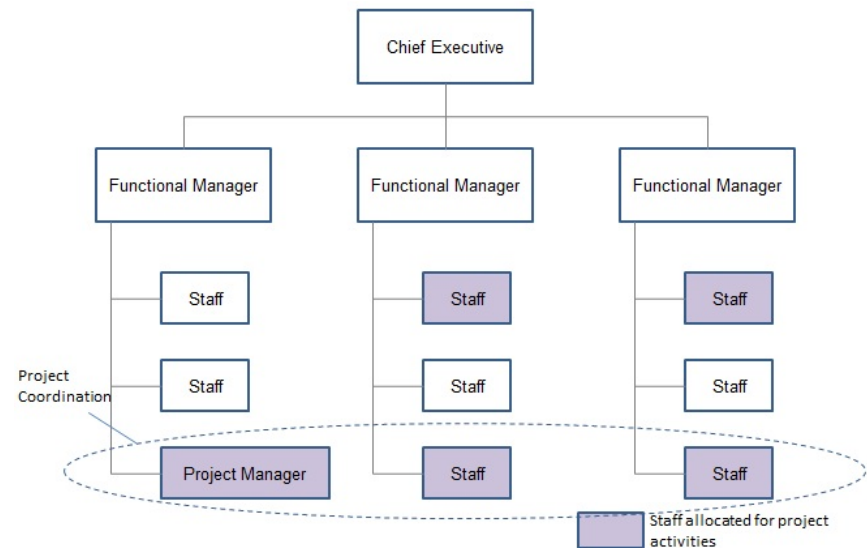 Chief Executive
Functional Manager
Functional Manager
Functional Manager
Staff
Staff
Staff
Staff
Staff
Staff
Project
Coordination
Project Manager
Staff
Staff
Staff allocated for project
activities